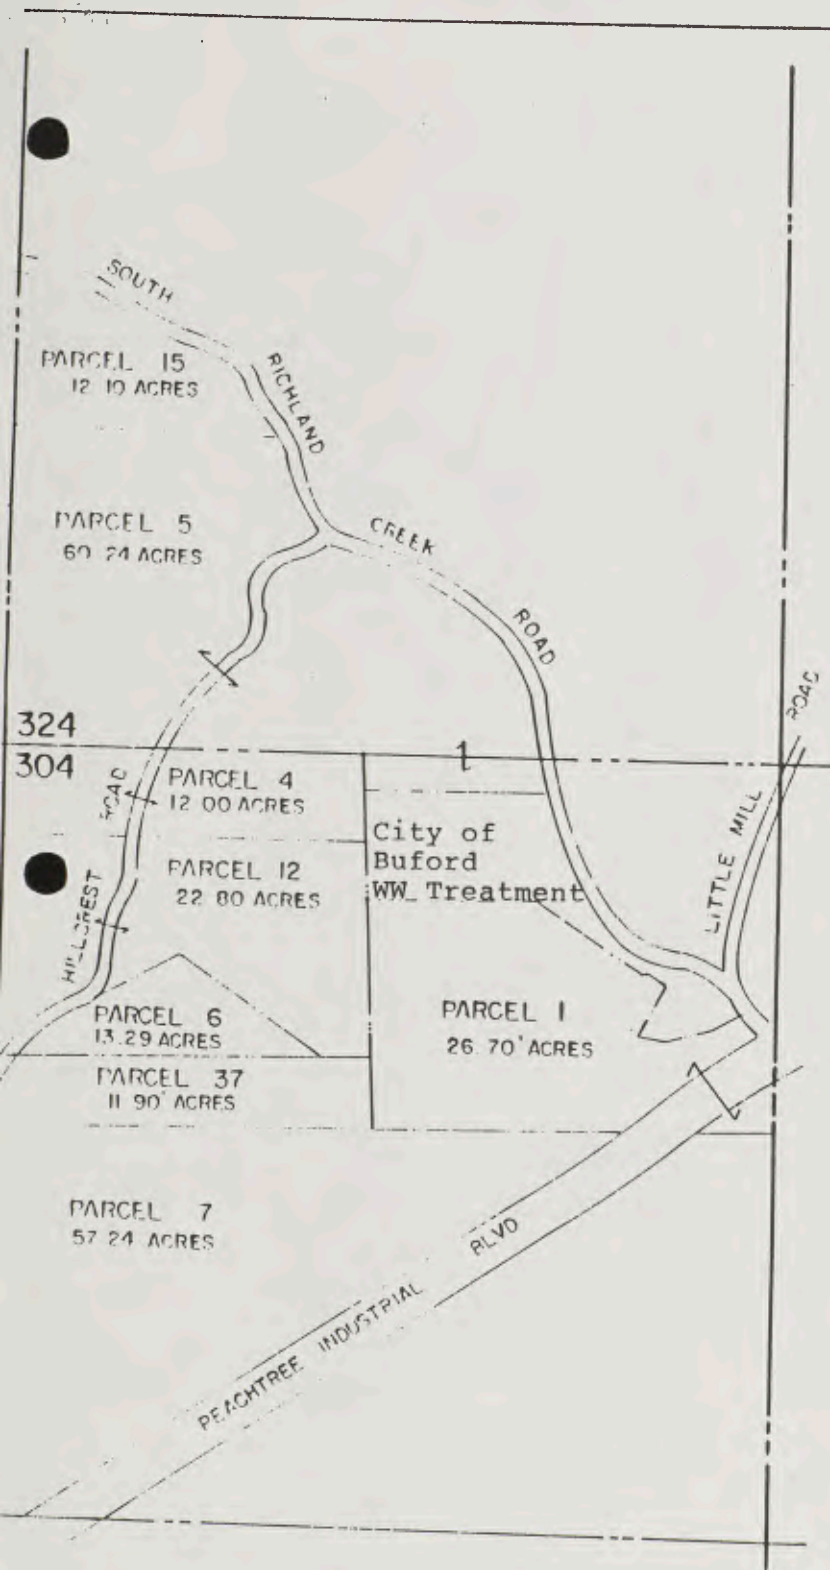 SOUTH
RICHLAND
CREEK
ROAD
PARCEL 15
12 10 ACRES
PARCEL 5
60 24 ACRES
324
304
ROAD
HILLCREST
PARCEL 4
12 00 ACRES
1
PARCEL 12
22 80 ACRES
City of
Buford
WW Treatment
LITTLE MILL
ROAD
PARCEL 6
13.29 ACRES
PARCEL 1
26.70' ACRES
PARCEL 37
11 90' ACRES
PARCEL 7
57 24 ACRES
PEACHTREE INDUSTRIAL BLVD